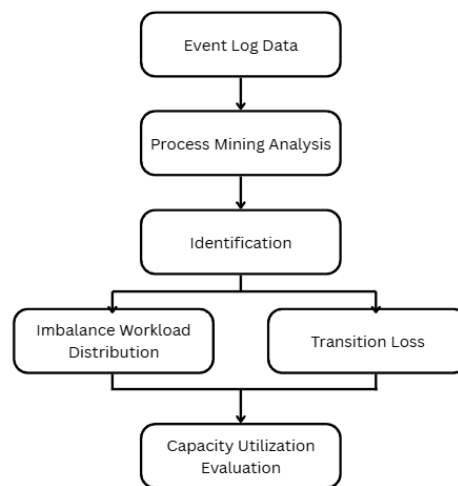 Event Log Data
Process Mining Analysis
Identification
Imbalance Workload
Distribution
Transition Loss
Capacity Utilization
Evaluation